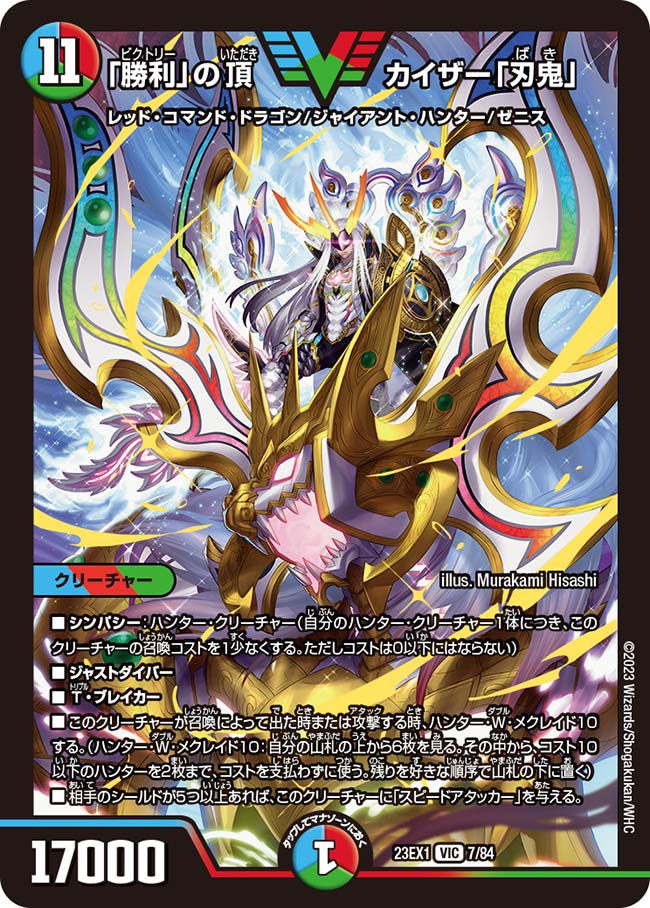 11
「勝利」の頂 カイザー「刃鬼」
ビクトリー いただき ばき
レッド・コマンド・ドラゴン/ジャイアント・ハンター/ゼニス
クリーチャー
illus. Murakami Hisashi
■シンパシー:ハンター・クリーチャー(自分のハンター・クリーチャー1体につき、この
クリーチャーの召喚コストを1少なくする。ただしコストは0以下にはならない)
■ジャストダイバー
■T・ブレイカー
■このクリーチャーが召喚によって出た時または攻撃する時、ハンター・W・メクレイド10
する。(ハンター・W・メクレイド10:自分の山札の上から6枚を見る。その中から、コスト10
以下のハンターを2枚まで、コストを支払わずに使う。残りを好きな順序で山札の下に置く)
■相手のシールドが5つ以上あれば、このクリーチャーに「スピードアタッカー」を与える。
17000
タップしてマナゾーンにおく
1
23EX1 VIC 7/84
©2023 Wizards/Shogakukan/WHC